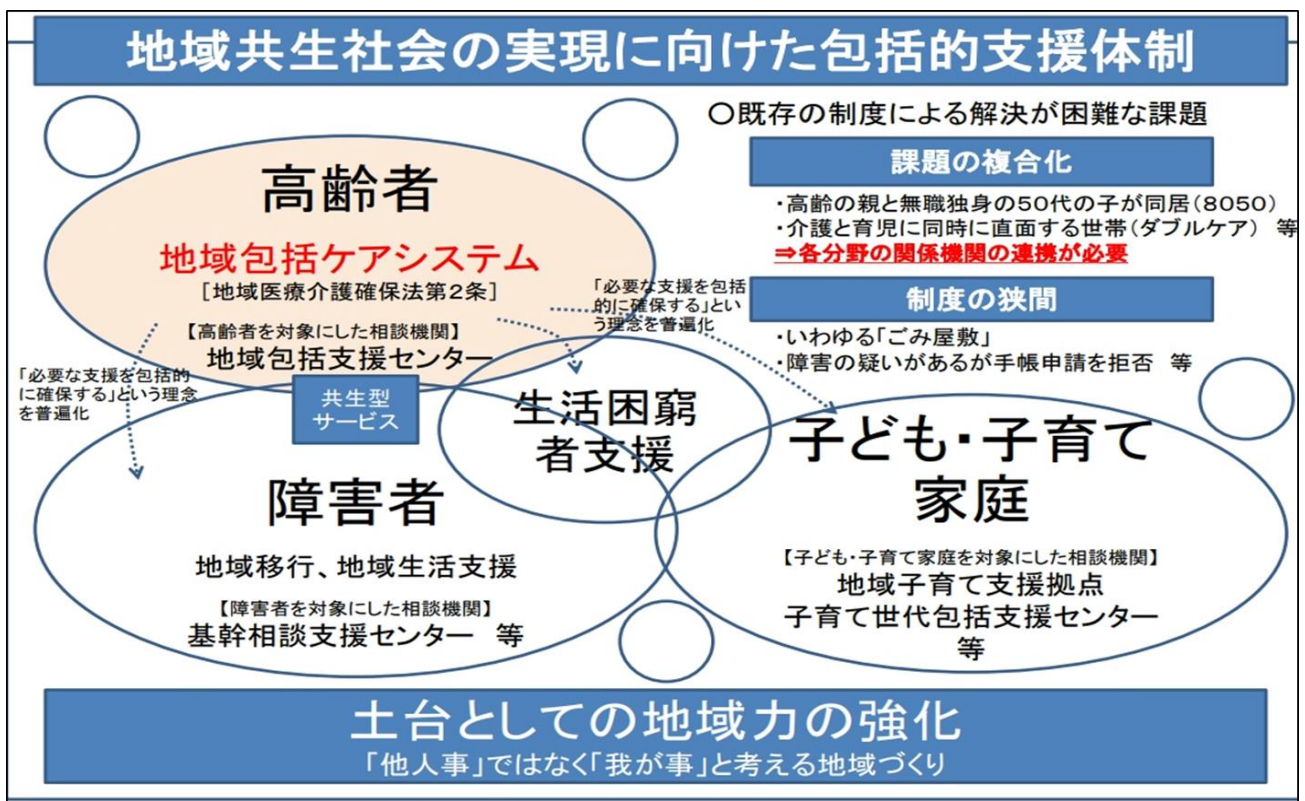 地域共生社会の実現に向けた包括的支援体制
高齢者
地域包括ケアシステム
［地域医療介護確保法第２条］
【高齢者を対象にした相談機関】
地域包括支援センター
「必要な支援を包括的
に確保する」という理念
を普遍化
「必要な支援を包括
的に確保する」とい
う理念を普遍化
共生型
サービス
生活困窮
者支援
障害者
地域移行、地域生活支援
【障害者を対象にした相談機関】
基幹相談支援センター　等
〇既存の制度による解決が困難な課題
課題の複合化
・高齢の親と無職独身の５０代の子が同居（８０５０）
・介護と育児に同時に直面する世帯（ダブルケア）　等
⇒各分野の関係機関の連携が必要
制度の狭間
・いわゆる「ごみ屋敷」
・障害の疑いがあるが手帳申請を拒否　等
子ども・子育て
家庭
【子ども・子育て家庭を対象にした相談機関】
地域子育て支援拠点
子育て世代包括支援センター
等
土台としての地域力の強化
「他人事」ではなく「我が事」と考える地域づくり